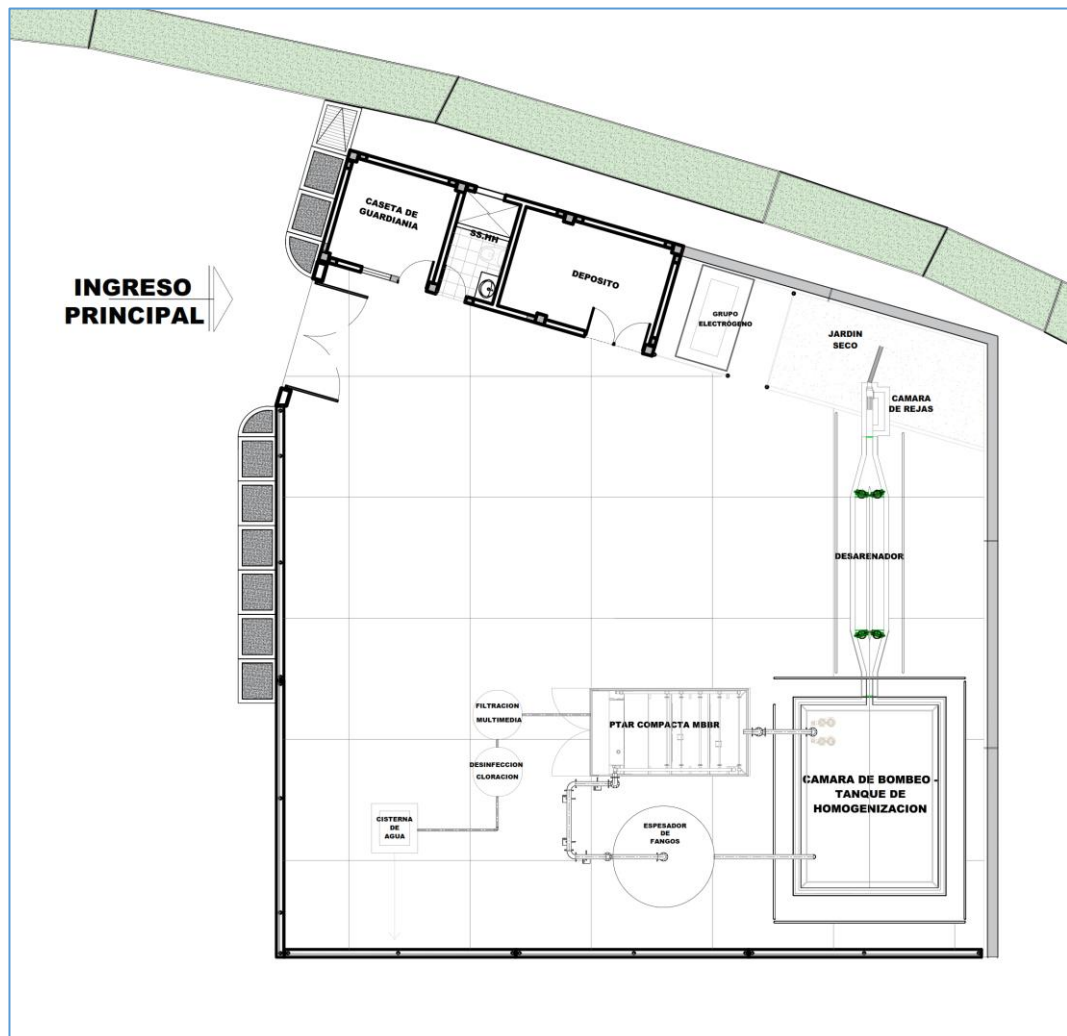 CASETA DE
GUARDIANIA
SS.HH
DEPOSITO
INGRESO
PRINCIPAL
GRUPO
ELECTRÓGENO
JARDIN
SECO
CAMARA
DE REJAS
DESARENADOR
FILTRACION
MULTIMEDIA
PTAR COMPACTA MBBR
DESINFECCION
CLORACION
CAMARA DE BOMBEO -
TANQUE DE
HOMOGENIZACION
CISTERNA
DE
AGUA
ESPESADOR
DE
FANGOS